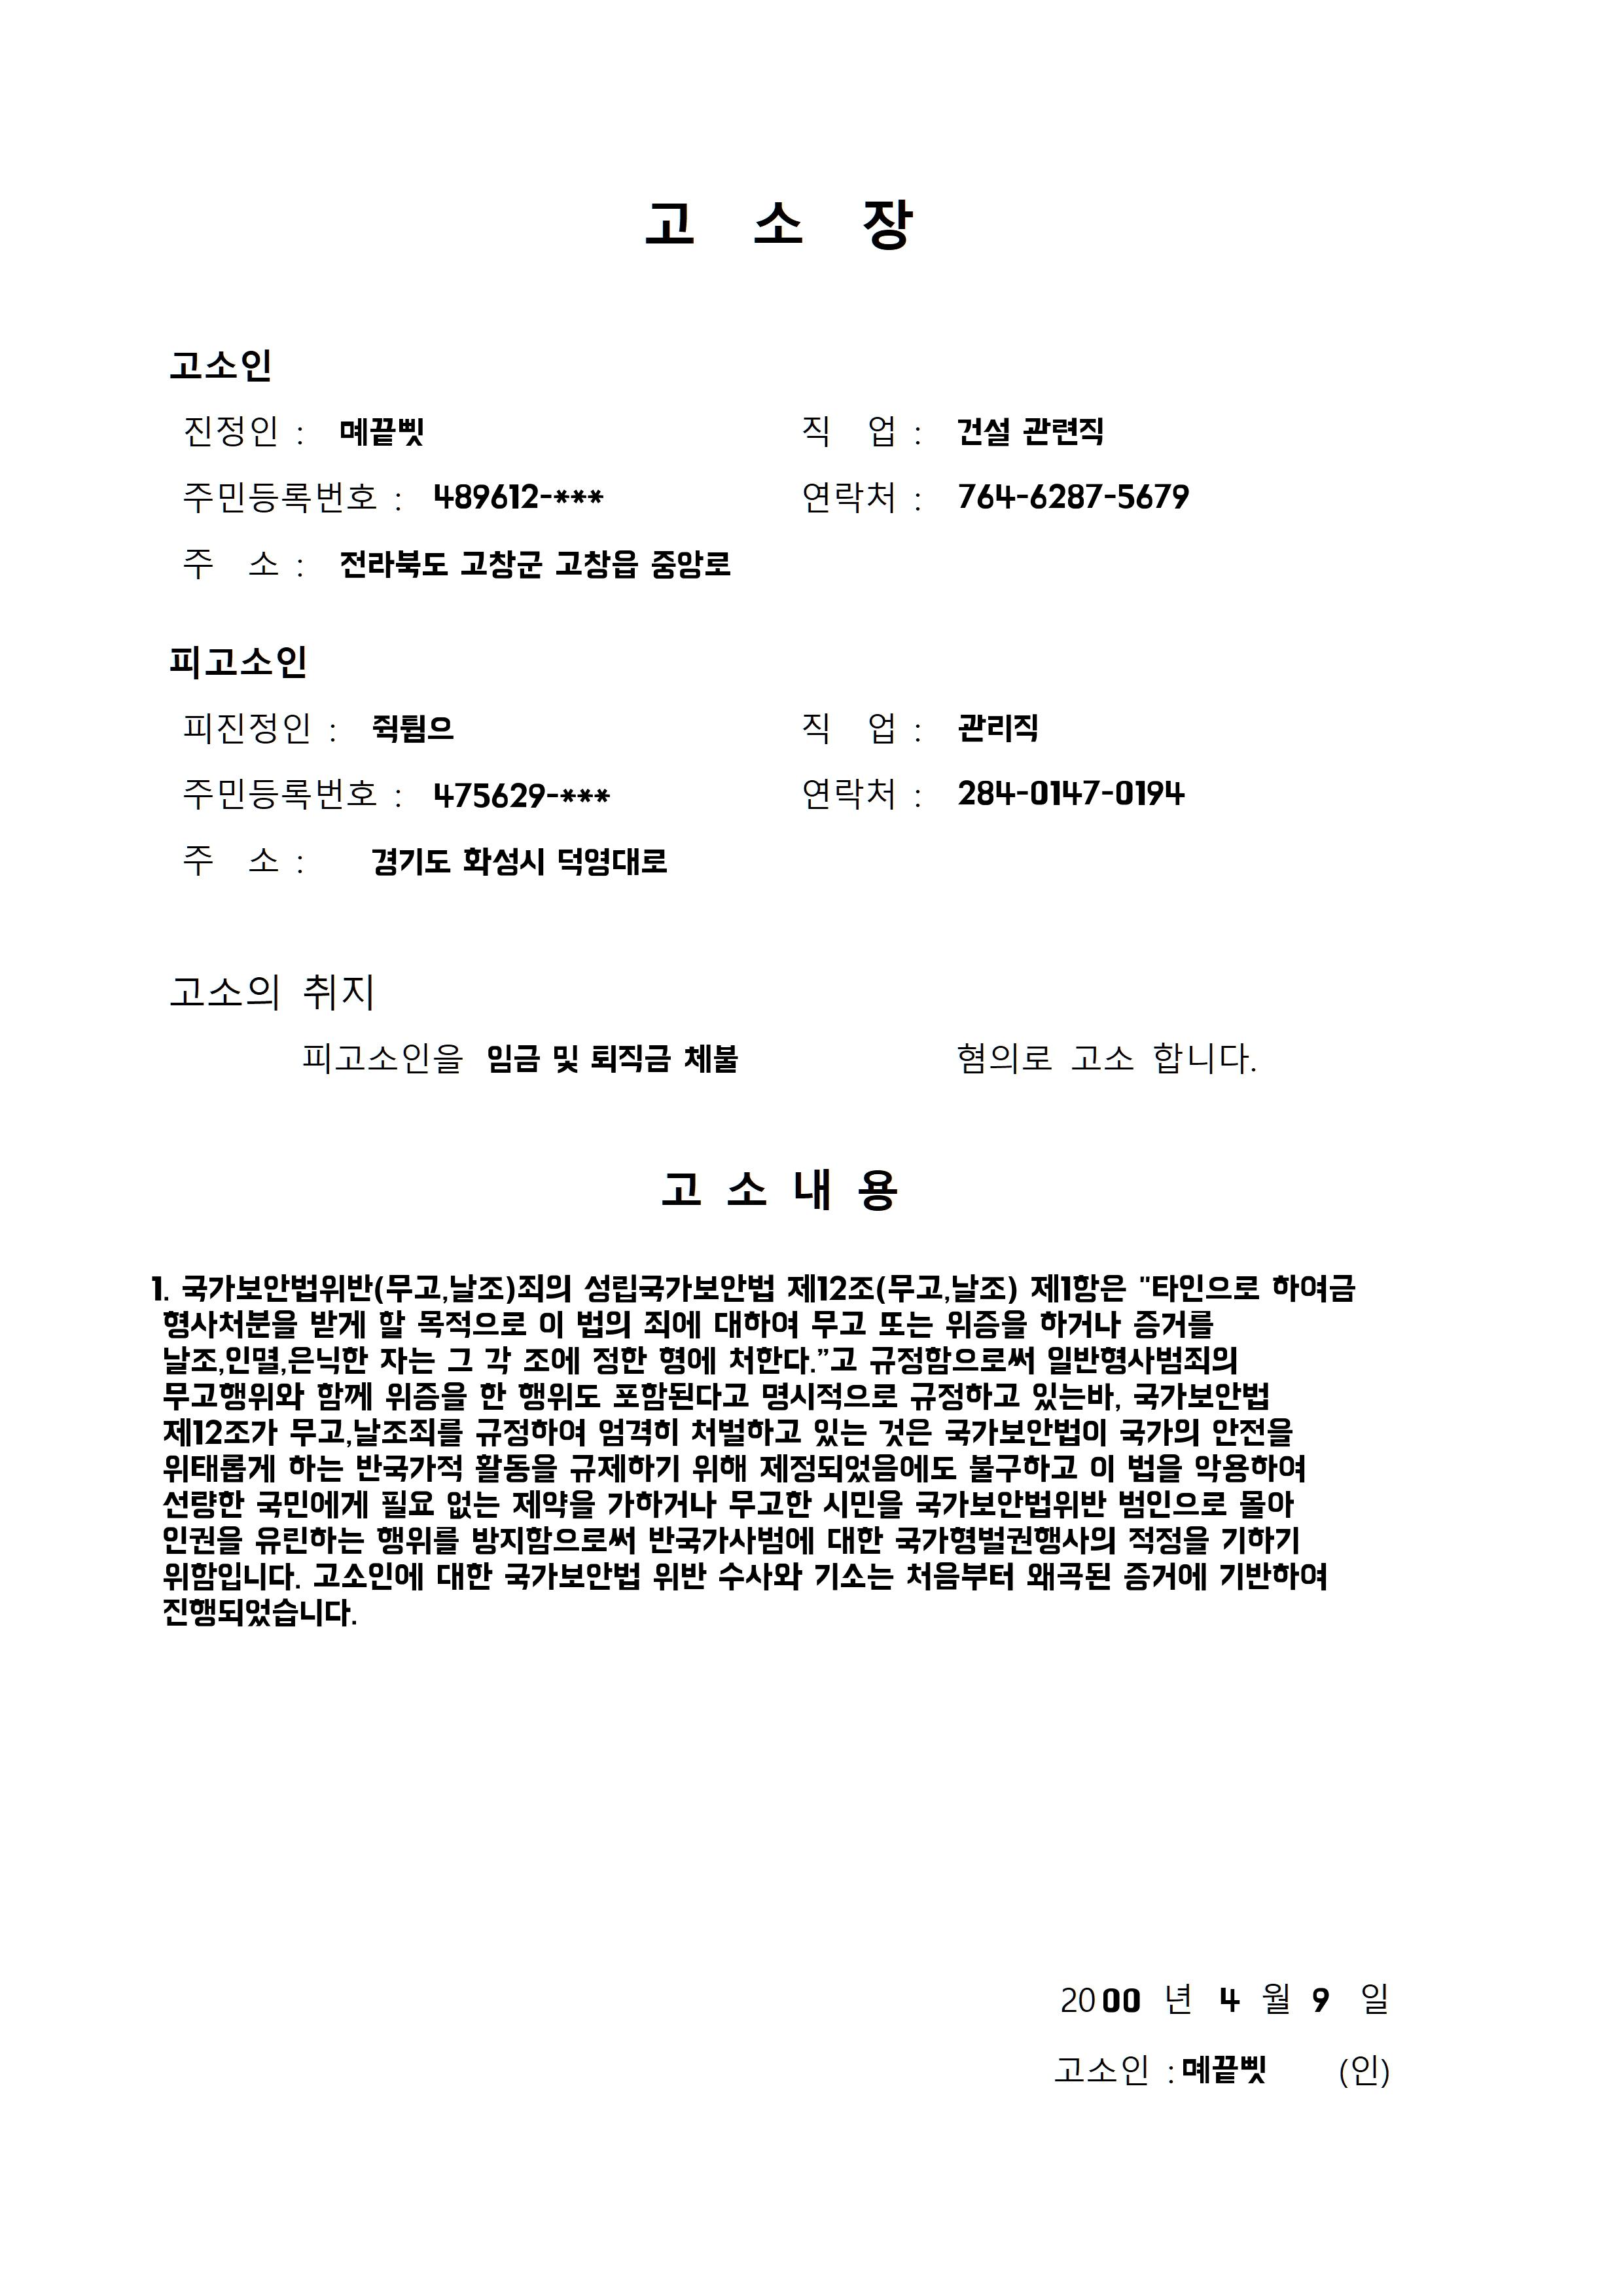 고 소 장
고소인
진정인 : 몌끝삣 직 업 : 건설 관련직
주민등록번호 : 489612-*** 연락처 : 764-6287-5679
주 소 : 전라북도 고창군 고창읍 중앙로
피고소인
피진정인 : 쥑튐으 직 업 : 관리직
주민등록번호 : 475629-*** 연락처 : 284-0147-0194
주 소 : 경기도 화성시 덕영대로
고소의 취지
피고소인을 임금 및 퇴직금 체불 혐의로 고소 합니다.
고 소 내 용
1. 국가보안법위반(무고,날조)죄의 성립국가보안법 제12조(무고,날조) 제1항은 "타인으로 하여금
형사처분을 받게 할 목적으로 이 법의 죄에 대하여 무고 또는 위증을 하거나 증거를
날조,인멸,은닉한 자는 그 각 조에 정한 형에 처한다.”고 규정함으로써 일반형사범죄의
무고행위와 함께 위증을 한 행위도 포함된다고 명시적으로 규정하고 있는바, 국가보안법
제12조가 무고,날조죄를 규정하여 엄격히 처벌하고 있는 것은 국가보안법이 국가의 안전을
위태롭게 하는 반국가적 활동을 규제하기 위해 제정되었음에도 불구하고 이 법을 악용하여
선량한 국민에게 필요 없는 제약을 가하거나 무고한 시민을 국가보안법위반 범인으로 몰아
인권을 유린하는 행위를 방지함으로써 반국가사범에 대한 국가형벌권행사의 적정을 기하기
위함입니다. 고소인에 대한 국가보안법 위반 수사와 기소는 처음부터 왜곡된 증거에 기반하여
진행되었습니다.
2000 년 4 월 9 일
고소인 : 몌끝삣 (인)